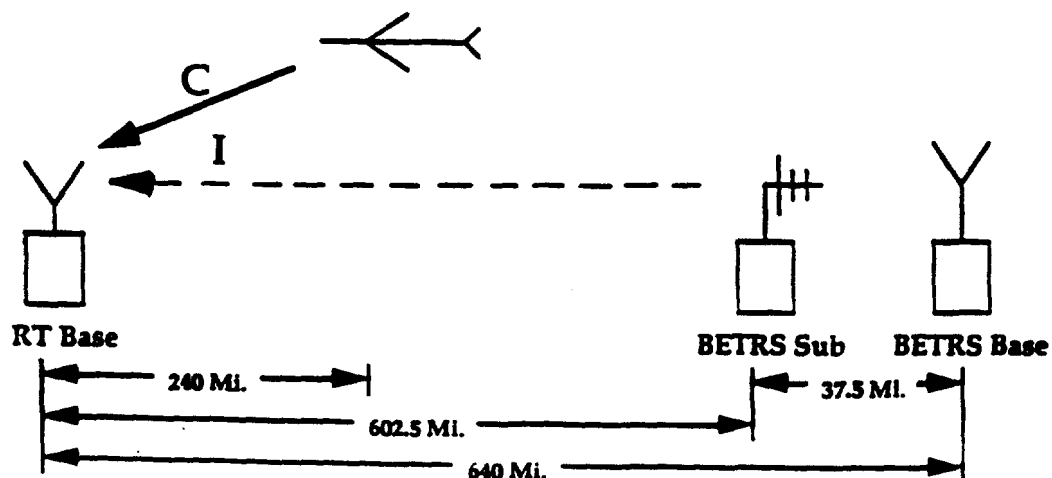 C
I
RT Base
BETRS Sub
BETRS Base
240 Mi.
37.5 Mi.
602.5 Mi.
640 Mi.